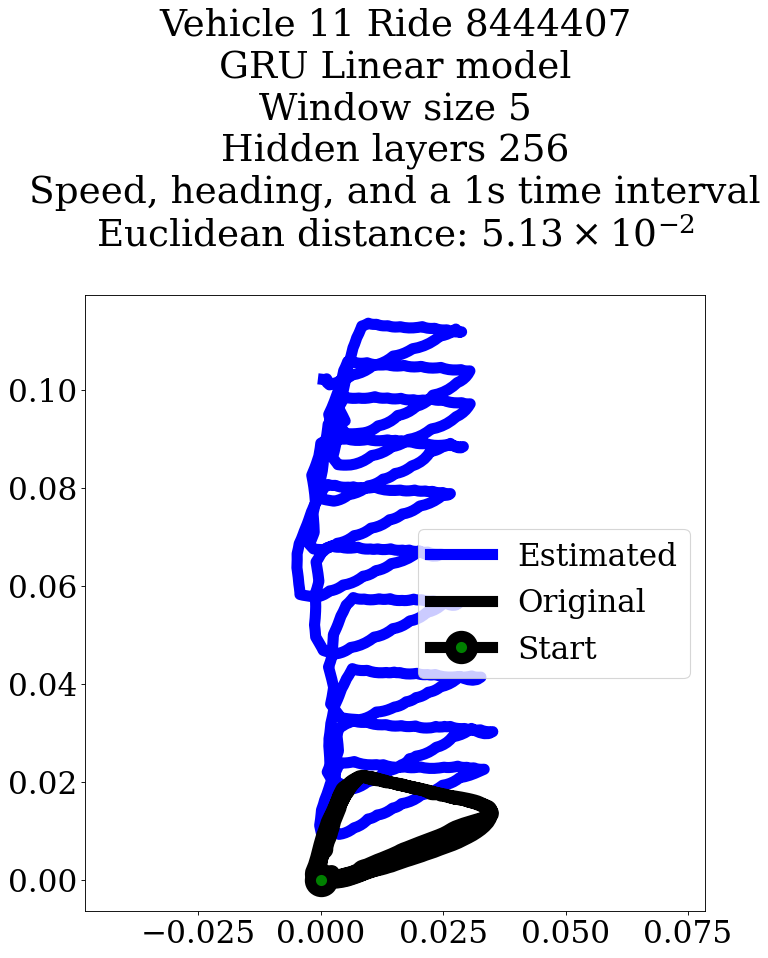 Vehicle 11 Ride 8444407
GRU Linear model
Window size 5
Hidden layers 256
Speed, heading, and a 1s time interval
Euclidean distance: 5.13 × 10⁻²
0.10
0.08
0.06
0.04
0.02
0.00
Estimated
Original
Start
−0.025 0.000 0.025 0.050 0.075